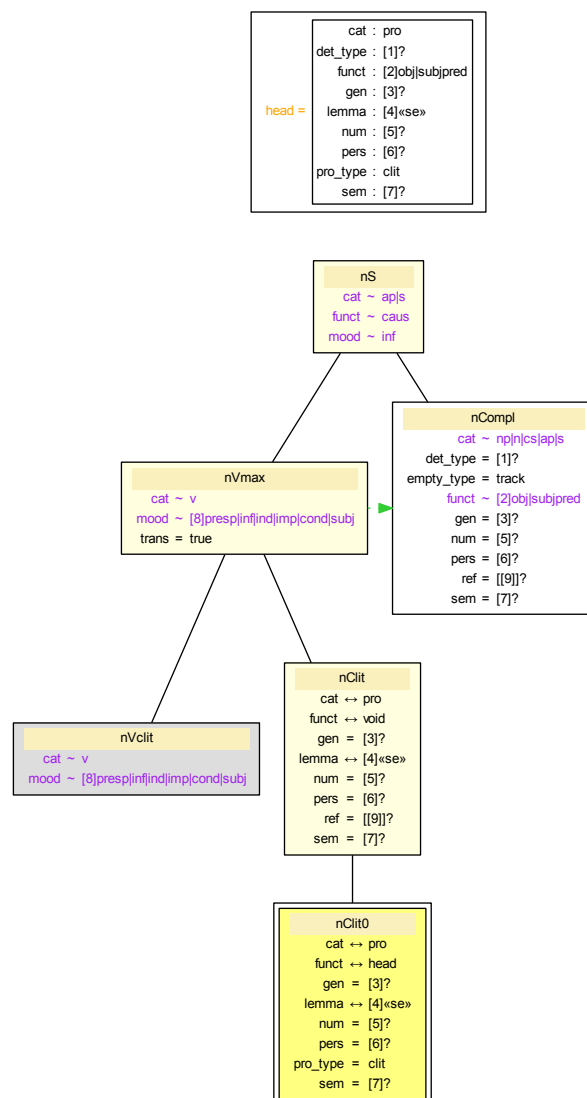 head =
cat : pro
det_type : [1]?
funct : [2]obj|subjpred
gen : [3]?
lemma : [4]«se»
num : [5]?
pers : [6]?
pro_type : clit
sem : [7]?
nS
cat ~ ap|s
funct ~ caus
mood ~ inf
nCompl
cat ~ np|n|cs|ap|s
det_type = [1]?
empty_type = track
funct ~ [2]obj|subjpred
gen = [3]?
num = [5]?
pers = [6]?
ref = [[9]]?
sem = [7]?
nVmax
cat ~ v
mood ~ [8]presp|inf|ind|imp|cond|subj
trans = true
nClit
cat ↔ pro
funct ↔ void
gen = [3]?
lemma ↔ [4]«se»
num = [5]?
pers = [6]?
ref = [[9]]?
sem = [7]?
nVclit
cat ~ v
mood ~ [8]presp|inf|ind|imp|cond|subj
nClit0
cat ↔ pro
funct ↔ head
gen = [3]?
lemma ↔ [4]«se»
num = [5]?
pers = [6]?
pro_type = clit
sem = [7]?